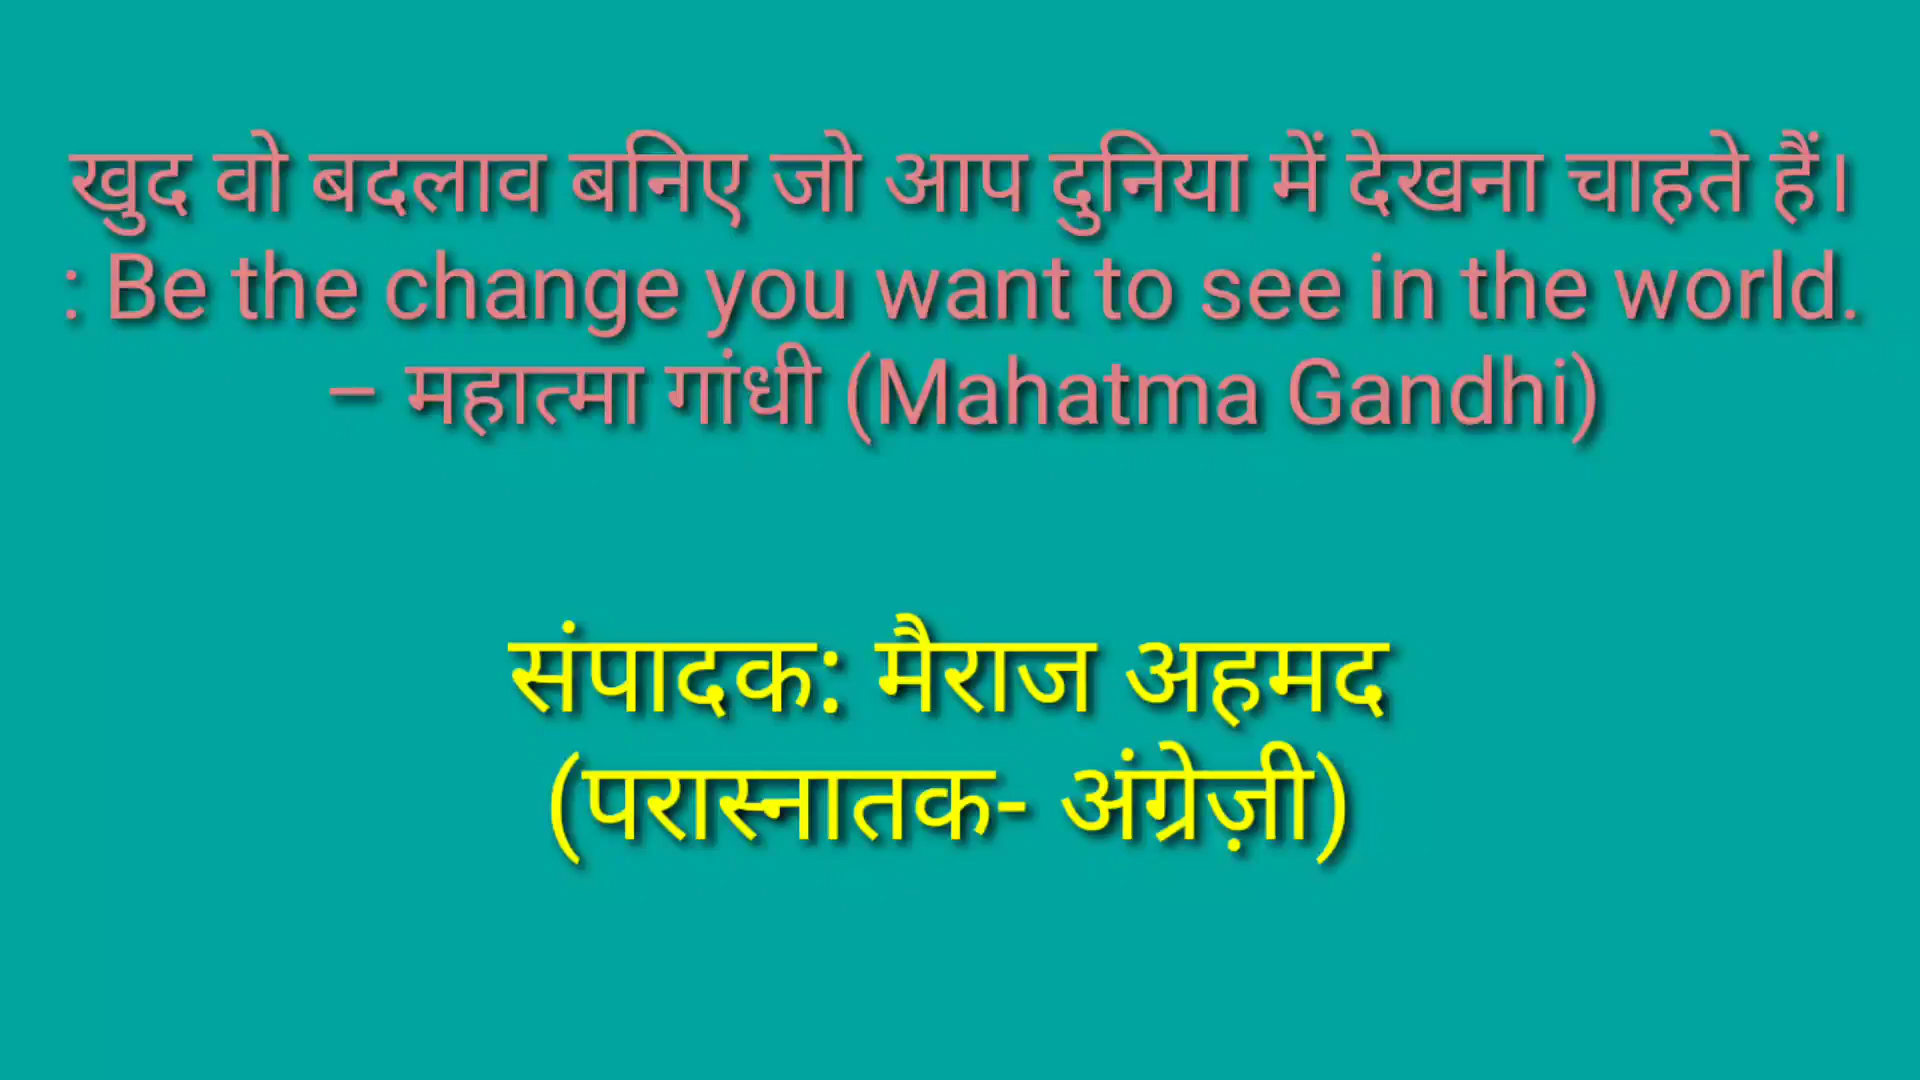 खुद वो बदलाव बनिए जो आप दुनिया में देखना चाहते हैं।
: Be the change you want to see in the world.
– महात्मा गांधी (Mahatma Gandhi)
संपादक: मैराज अहमद
(परास्नातक- अंग्रेज़ी)